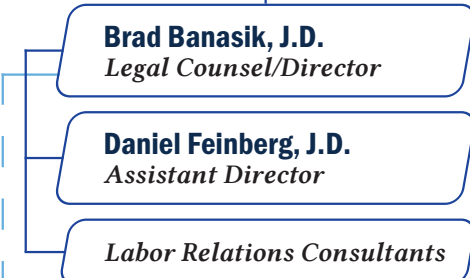 Brad Banasik, J.D.
Legal Counsel/Director
Daniel Feinberg, J.D.
Assistant Director
Labor Relations Consultants